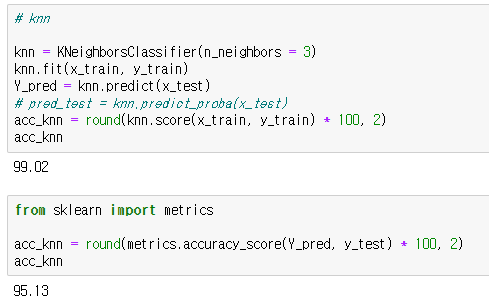 # knn
knn = KNeighborsClassifier(n_neighbors = 3)
knn.fit(x_train, y_train)
Y_pred = knn.predict(x_test)
# pred_test = knn.predict_proba(x_test)
acc_knn = round(knn.score(x_train, y_train) * 100, 2)
acc_knn
99.02
from sklearn import metrics
acc_knn = round(metrics.accuracy_score(Y_pred, y_test) * 100, 2)
acc_knn
95.13